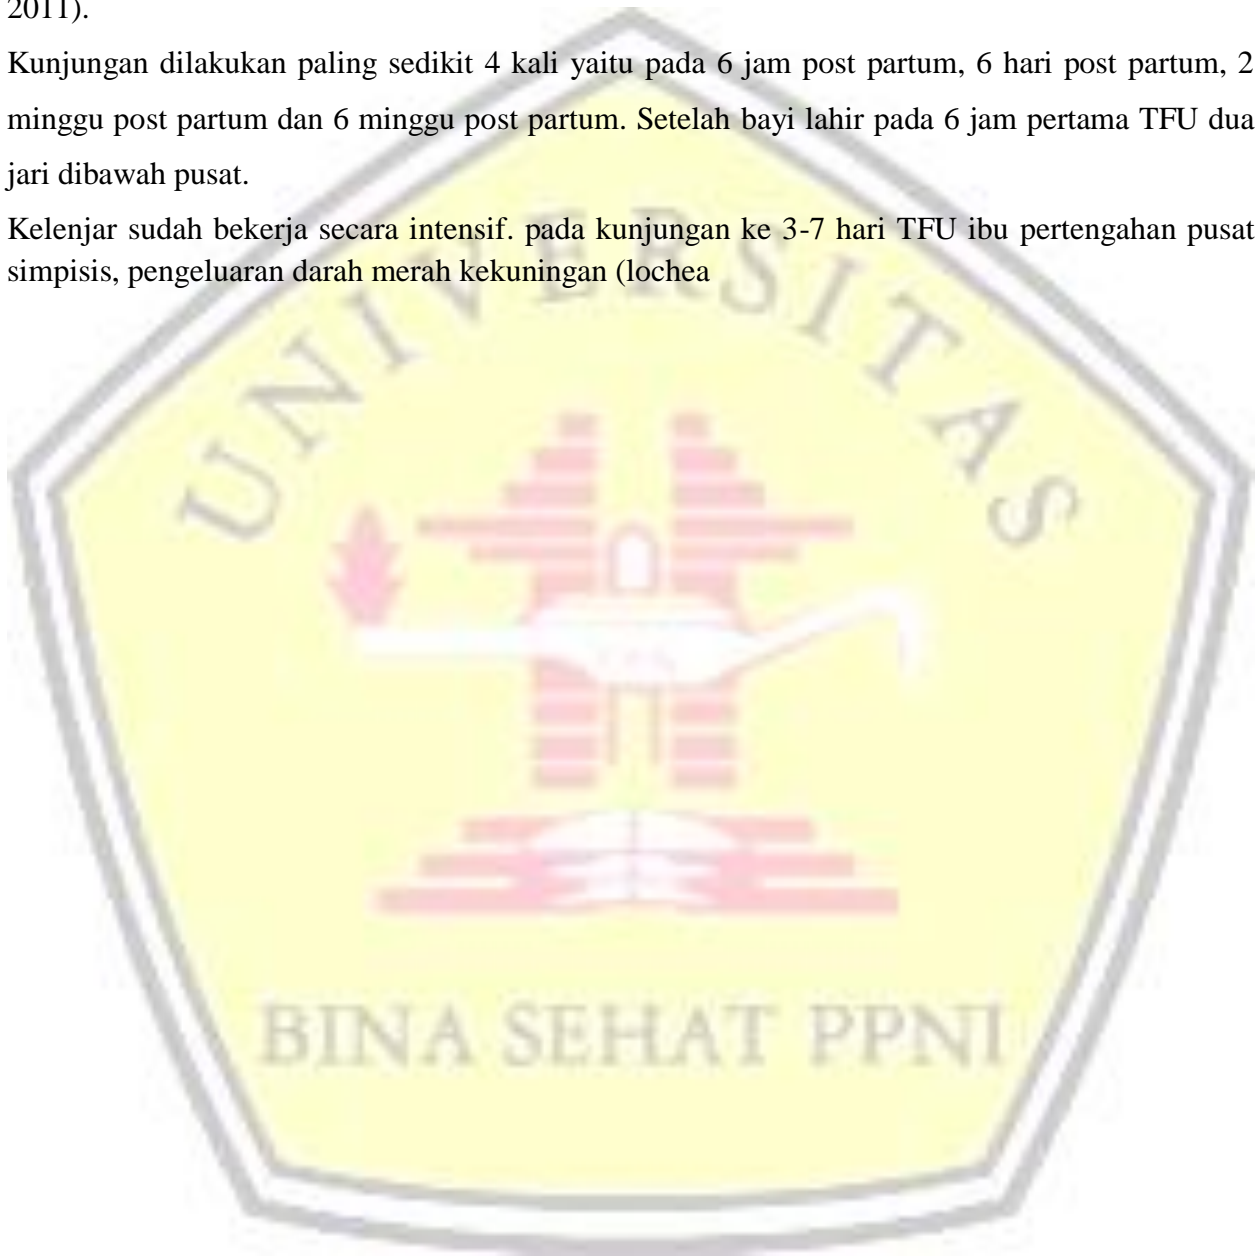 2011).
Kunjungan dilakukan paling sedikit 4 kali yaitu pada 6 jam post partum, 6 hari post partum, 2
minggu post partum dan 6 minggu post partum. Setelah bayi lahir pada 6 jam pertama TFU dua
jari dibawah pusat.
Kelenjar sudah bekerja secara intensif. pada kunjungan ke 3-7 hari TFU ibu pertengahan pusat
simpisis, pengeluaran darah merah kekuningan (lochea
UNIVERSITAS
BINA SEHAT PPNI